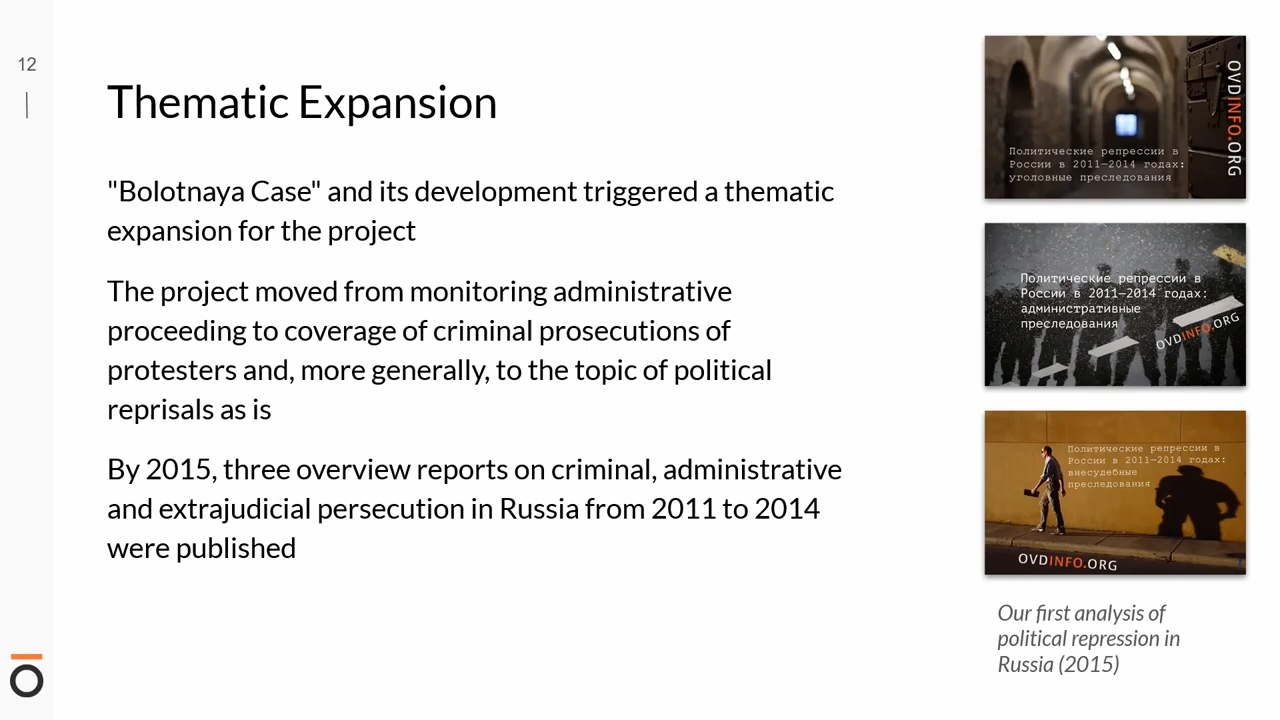 12
Thematic Expansion
"Bolotnaya Case" and its development triggered a thematic
expansion for the project
The project moved from monitoring administrative
proceeding to coverage of criminal prosecutions of
protesters and, more generally, to the topic of political
reprisals as is
By 2015, three overview reports on criminal, administrative
and extrajudicial persecution in Russia from 2011 to 2014
were published
OVDINFO.ORG
Политические репрессии в
России в 2011—2014 годах:
уголовные преследования
Политические репрессии в
России в 2011—2014 годах:
административные
преследования
OVDINFO.ORG
Политические репрессии в
России в 2011—2014 годах:
внесудебные
преследования
OVDINFO.ORG
Our first analysis of
political repression in
Russia (2015)